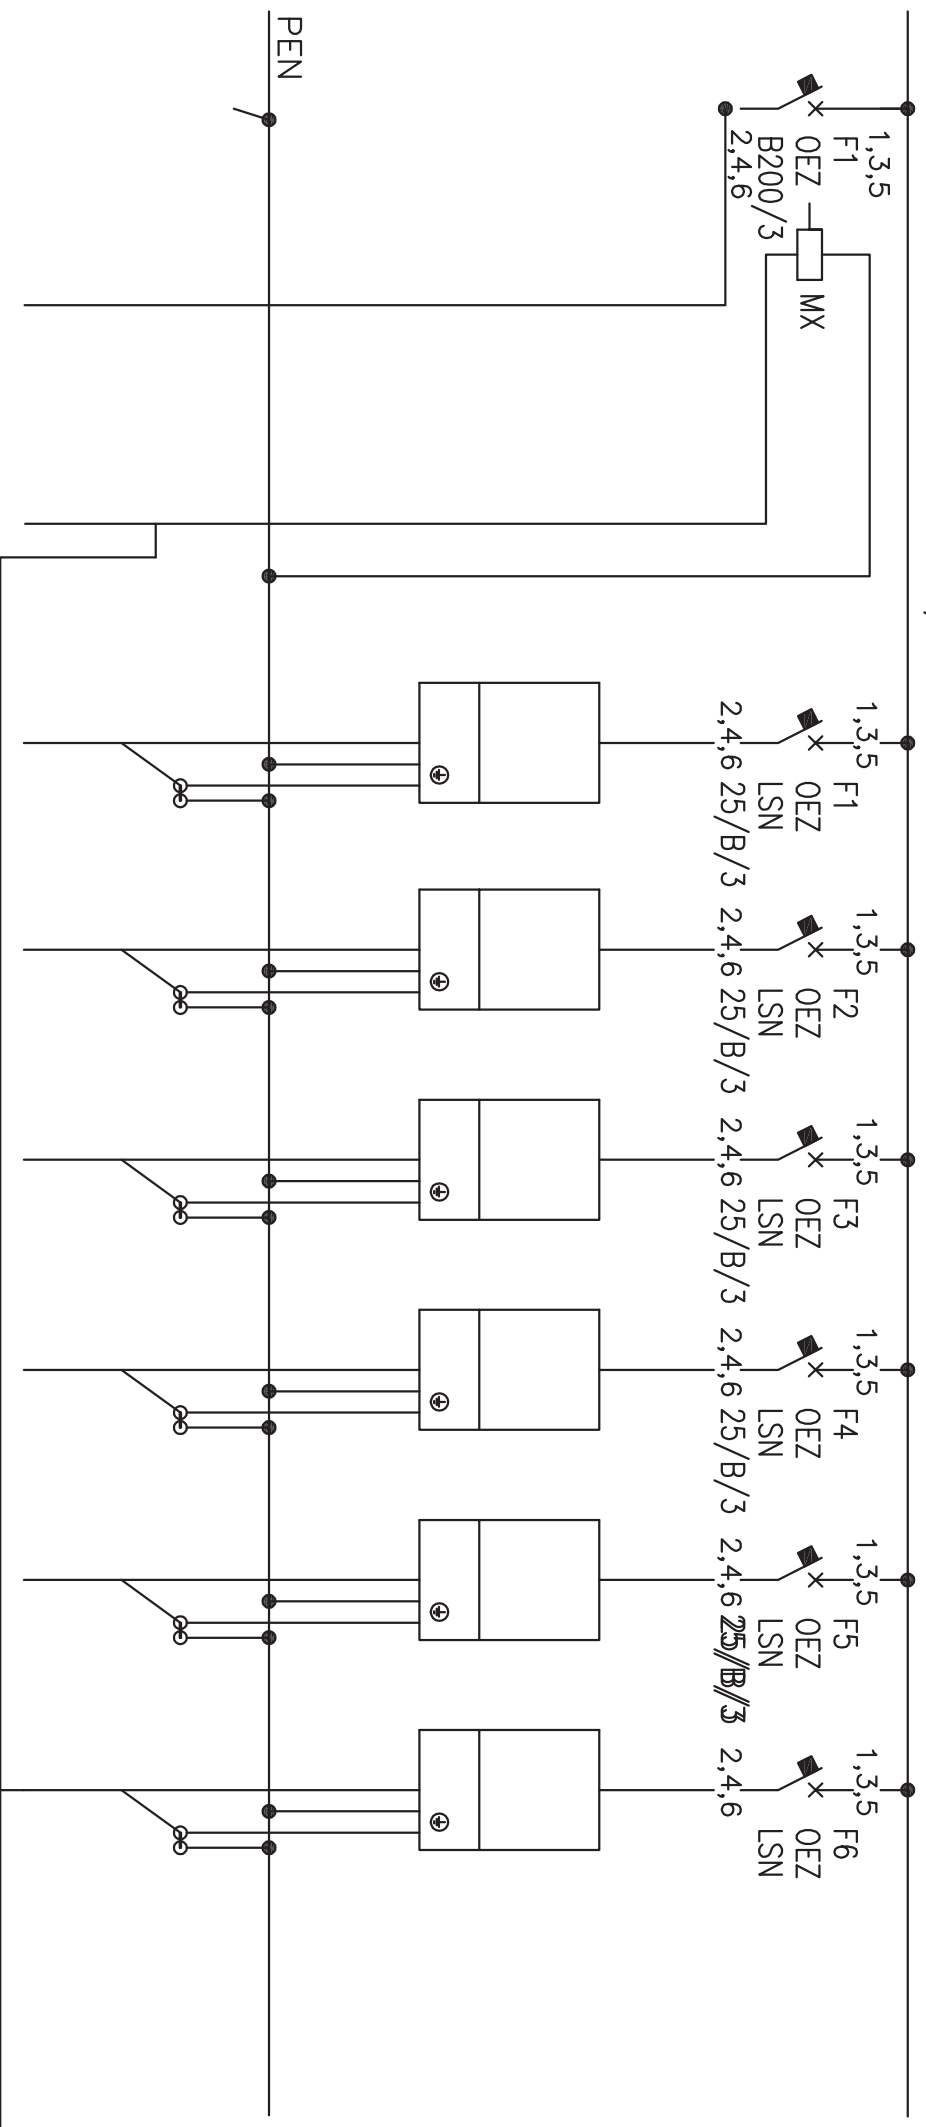 PEN
1,3,5
F1
OEZ
B200/3
2,4,6
MX
1,3,5
F1
OEZ
LSN
2,4,6 25/B/3
1,3,5
F2
OEZ
LSN
2,4,6 25/B/3
1,3,5
F3
OEZ
LSN
2,4,6 25/B/3
1,3,5
F4
OEZ
LSN
2,4,6 25/B/3
1,3,5
F5
OEZ
LSN
2,4,6 25/B/3
1,3,5
F6
OEZ
LSN
2,4,6